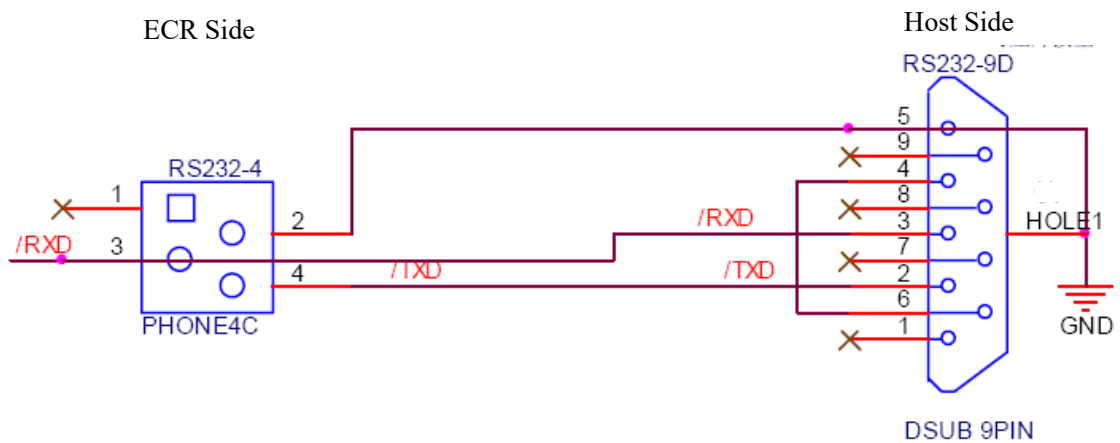 ECR Side
Host Side
RS232-9D
5
9
4
8
3
7
2
6
1
RS232-4
1
2
/RXD
3
4
/TXD
/RXD
/TXD
PHONE4C
HOLE1
GND
DSUB 9PIN